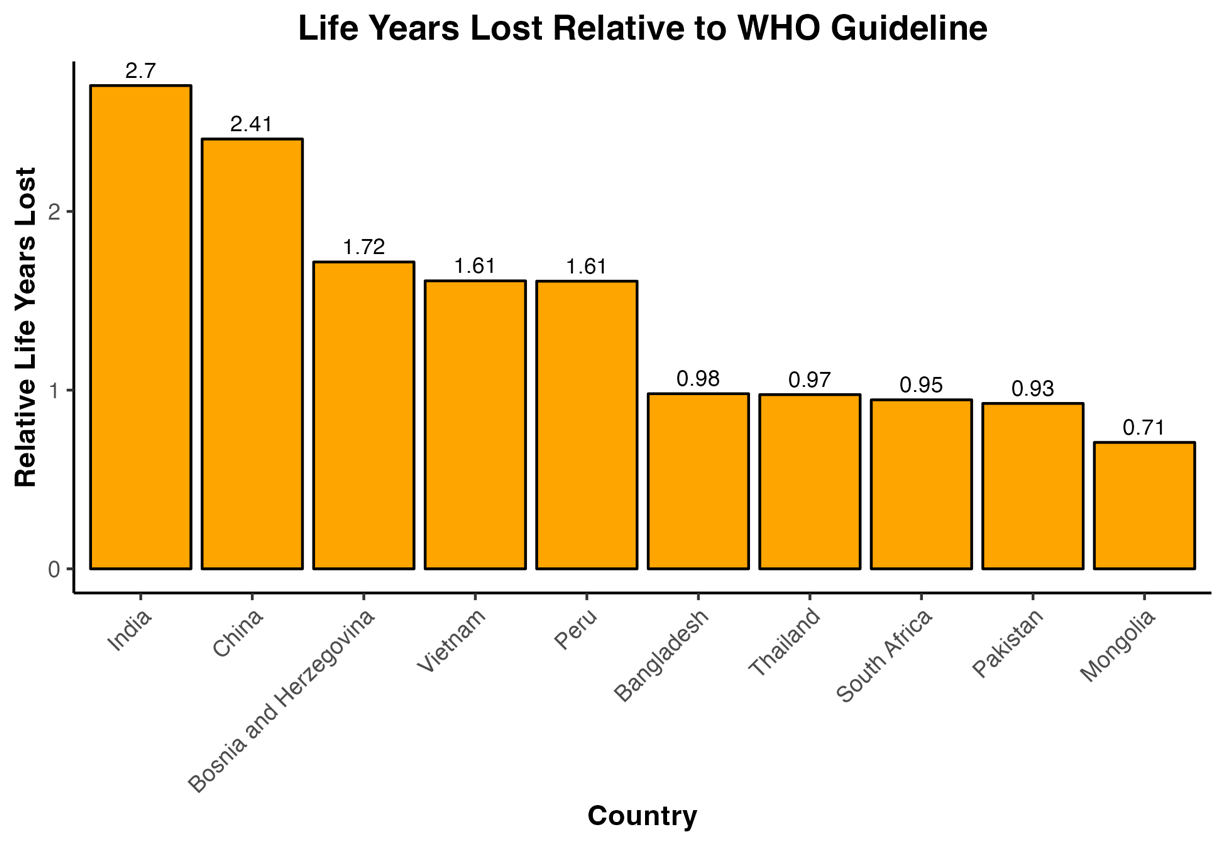 Life Years Lost Relative to WHO Guideline
Relative Life Years Lost
2
1
0
2.7
2.41
1.72
1.61
1.61
0.98
0.97
0.95
0.93
0.71
India
China
Bosnia and Herzegovina
Vietnam
Peru
Bangladesh
Thailand
South Africa
Pakistan
Mongolia
Country